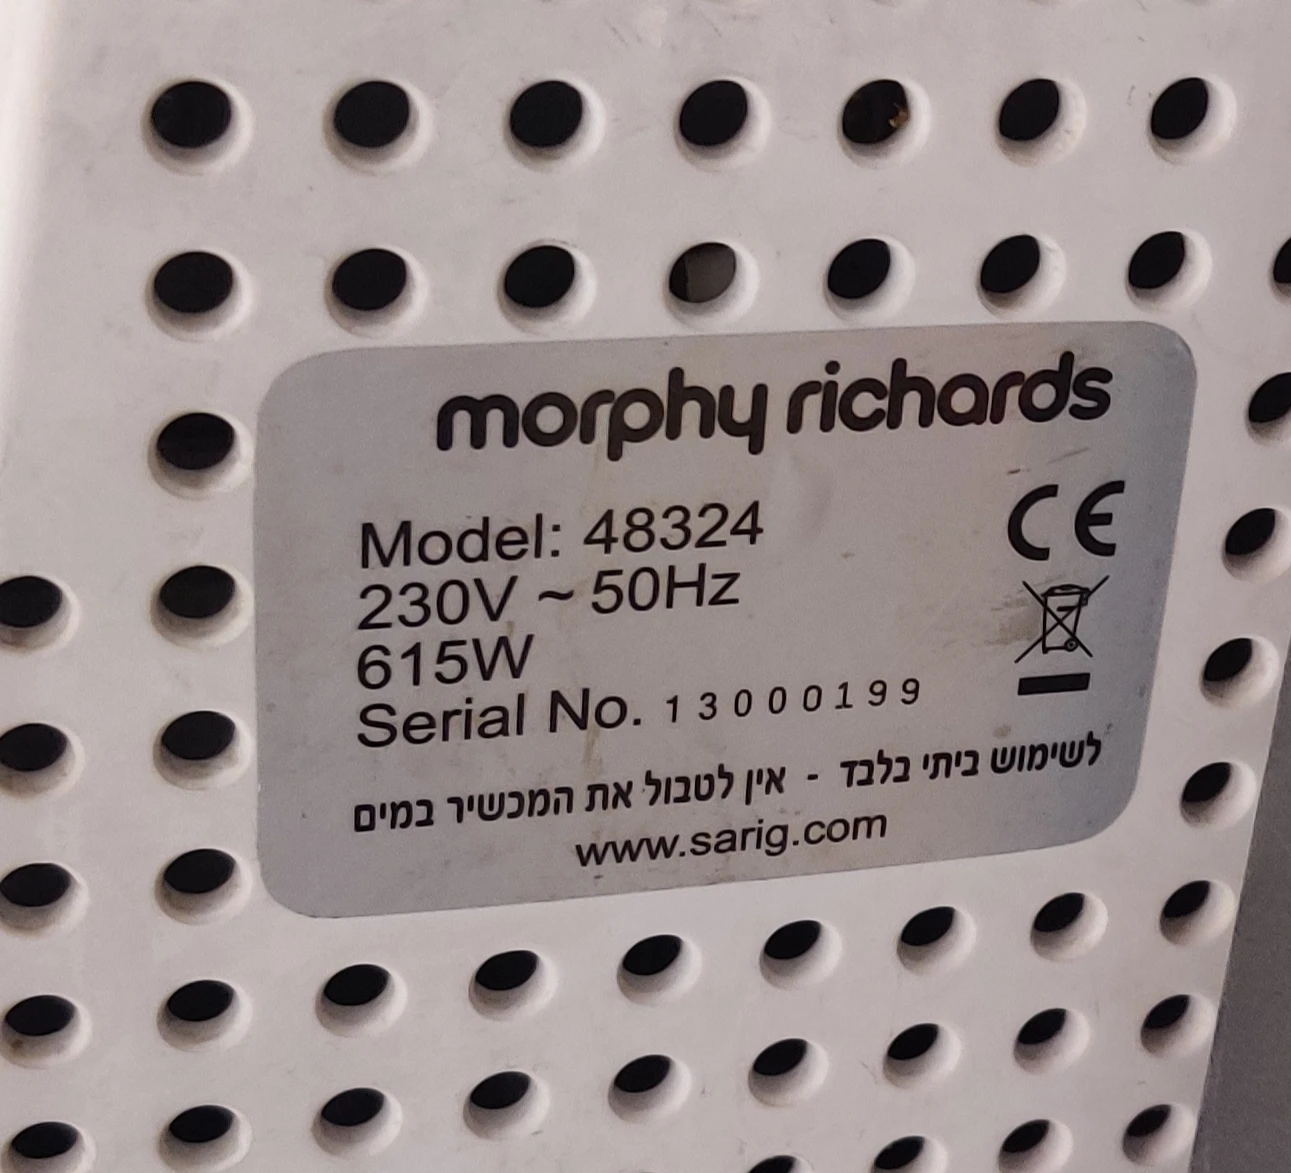 morphy richards
Model: 48324
230V ~ 50Hz
615W
Serial No. 13000199
לשימוש ביתי בלבד - אין לטבול את המכשיר במים
www.sarig.com
CE